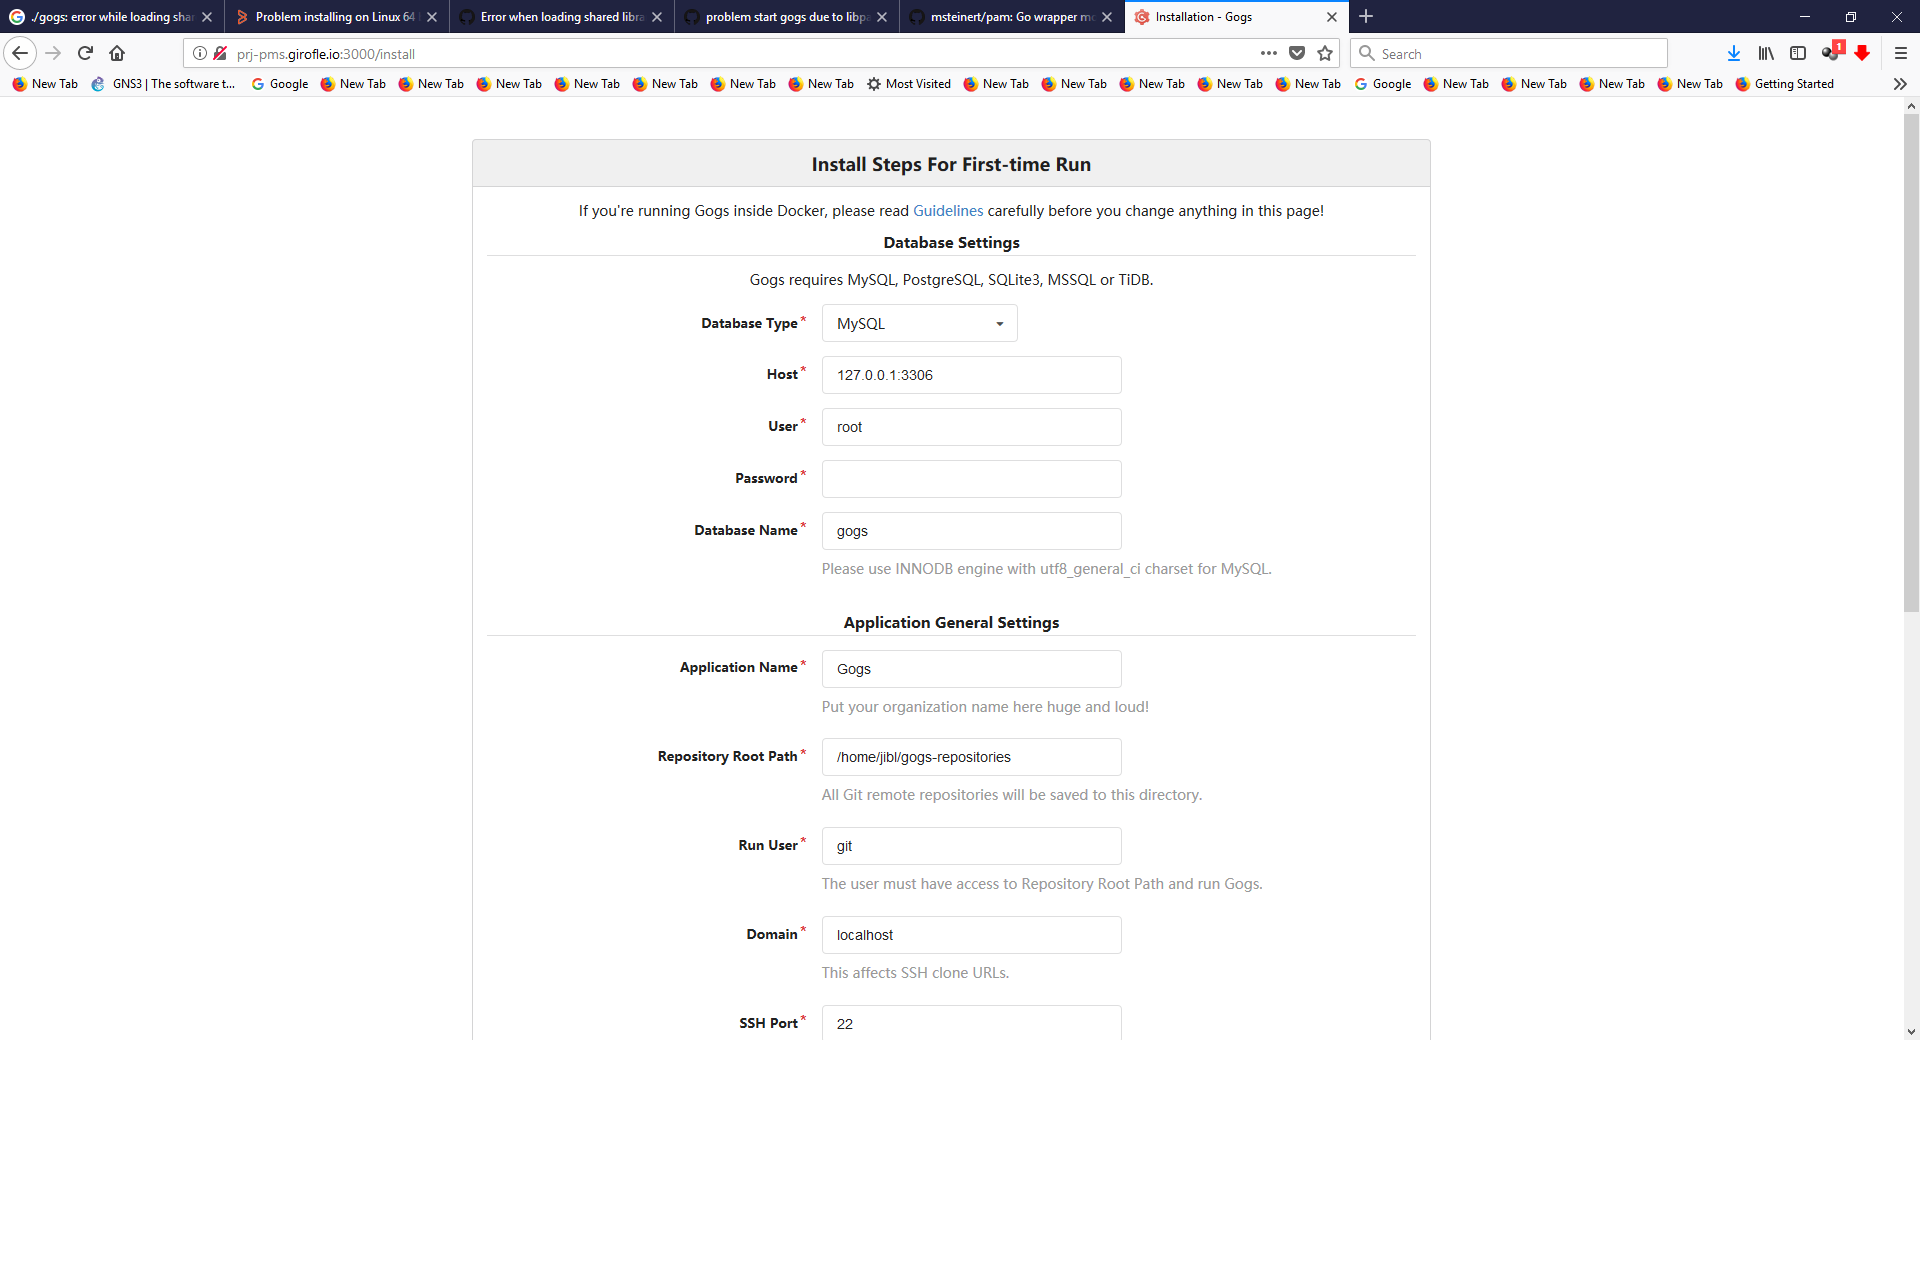 ./gogs: error while loading sha
Problem installing on Linux 64
Error when loading shared libra
problem start gogs due to libpa
msteinert/pam: Go wrapper mo
Installation - Gogs
prj-pms.girofle.io:3000/install
Search
1
New Tab
GNS3 | The software t...
Google
New Tab
New Tab
New Tab
New Tab
New Tab
New Tab
New Tab
Most Visited
New Tab
New Tab
New Tab
New Tab
New Tab
Google
New Tab
New Tab
New Tab
New Tab
Getting Started
Install Steps For First-time Run
If you're running Gogs inside Docker, please read Guidelines carefully before you change anything in this page!
Database Settings
Gogs requires MySQL, PostgreSQL, SQLite3, MSSQL or TiDB.
Database Type* MySQL
Host* 127.0.0.1:3306
User* root
Password*
Database Name* gogs
Please use INNODB engine with utf8_general_ci charset for MySQL.
Application General Settings
Application Name* Gogs
Put your organization name here huge and loud!
Repository Root Path* /home/jibl/gogs-repositories
All Git remote repositories will be saved to this directory.
Run User* git
The user must have access to Repository Root Path and run Gogs.
Domain* localhost
This affects SSH clone URLs.
SSH Port* 22